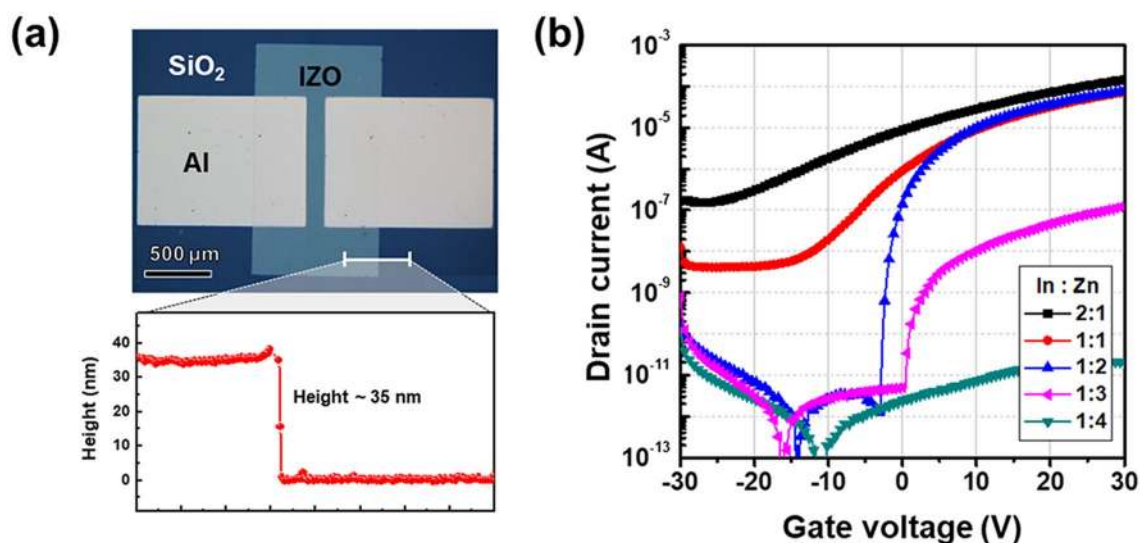 (a)
SiO2
IZO
Al
500 μm
Height (nm)
40
30
20
10
0
Height ~ 35 nm
(b)
Drain current (A)
10-3
10-5
10-7
10-9
10-11
10-13
-30
-20
-10
0
10
20
30
Gate voltage (V)
In : Zn
2:1
1:1
1:2
1:3
1:4